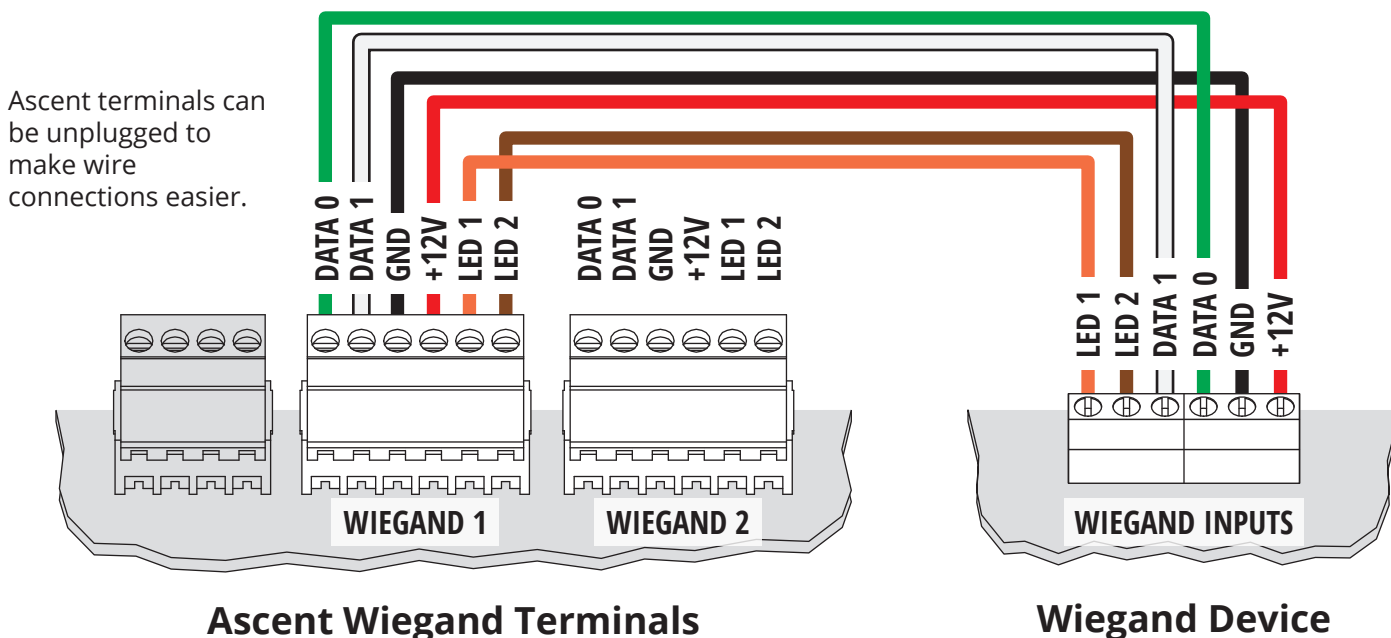 Ascent terminals can
be unplugged to
make wire
connections easier.
DATA 0
DATA 1
GND
+12V
LED 1
LED 2
DATA 0
DATA 1
GND
+12V
LED 1
LED 2
LED 1
LED 2
DATA 1
DATA 0
GND
+12V
WIEGAND 1
WIEGAND 2
WIEGAND INPUTS
Ascent Wiegand Terminals
Wiegand Device